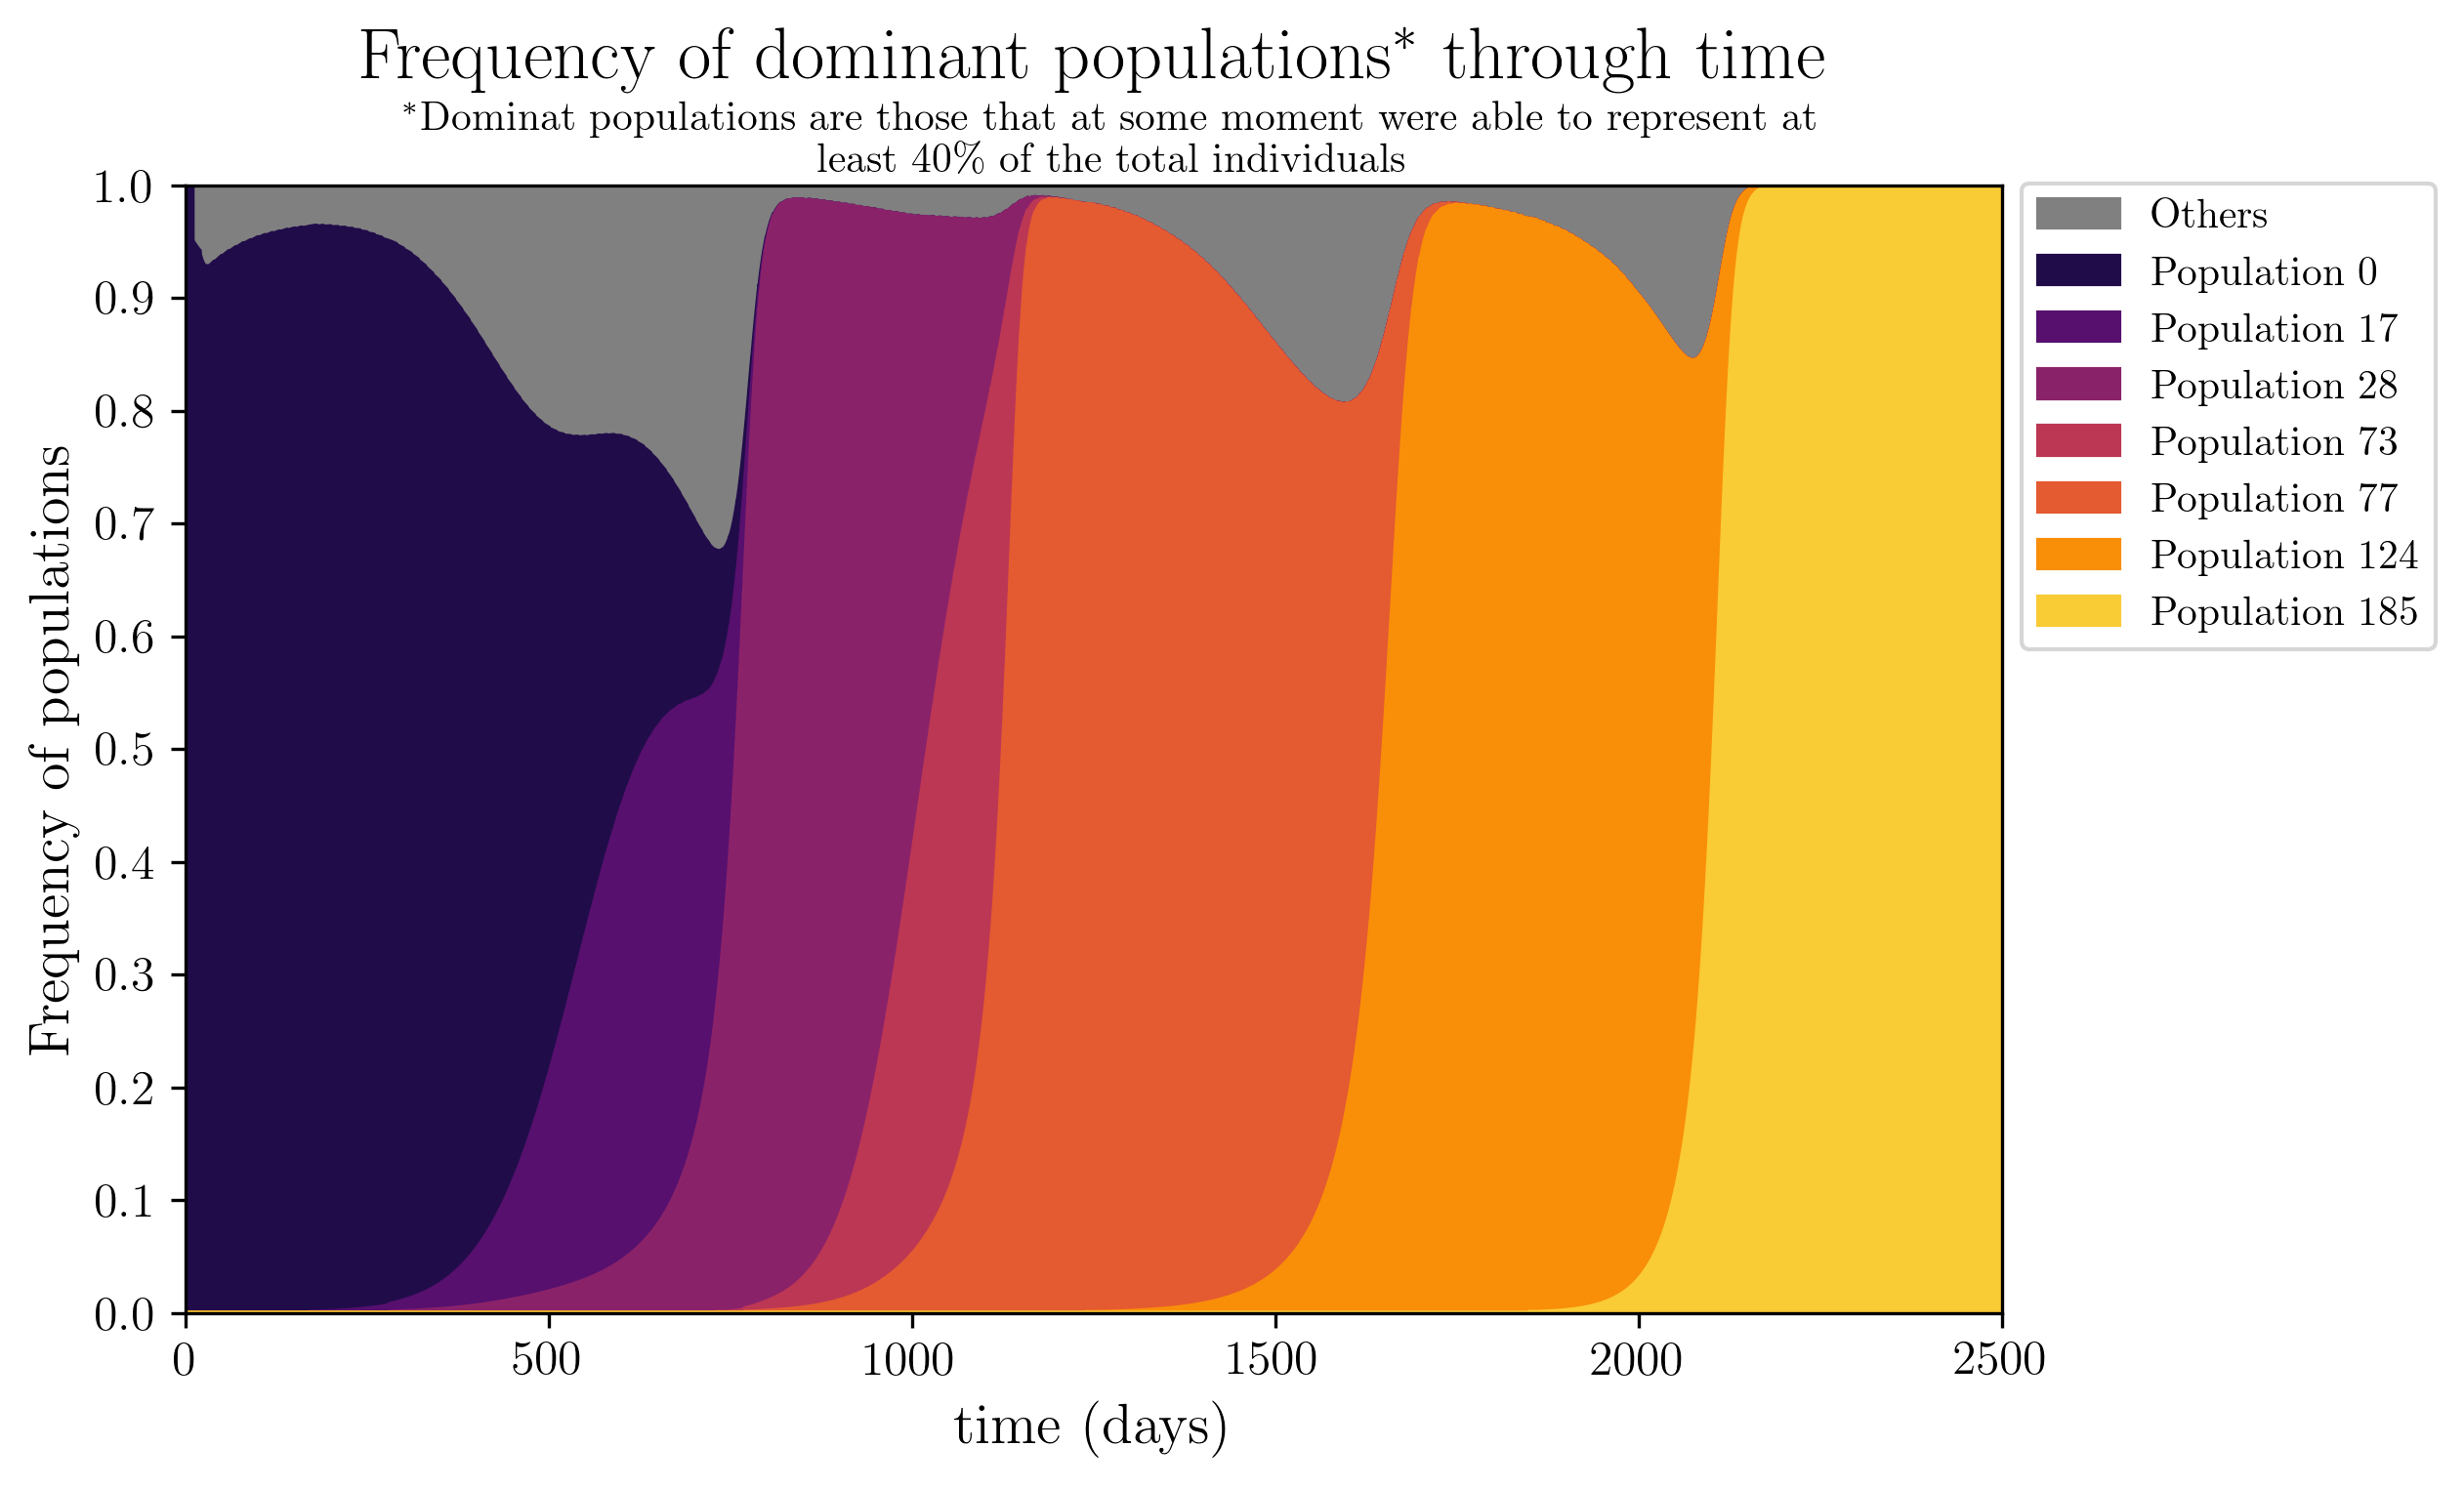 Frequency of dominant populations* through time
*Dominat populations are those that at some moment were able to represent at
least 40% of the total individuals
1.0
0.9
0.8
0.7
0.6
0.5
0.4
0.3
0.2
0.1
0.0
Frequency of populations
0 500 1000 1500 2000 2500
time (days)
Others
Population 0
Population 17
Population 28
Population 73
Population 77
Population 124
Population 185